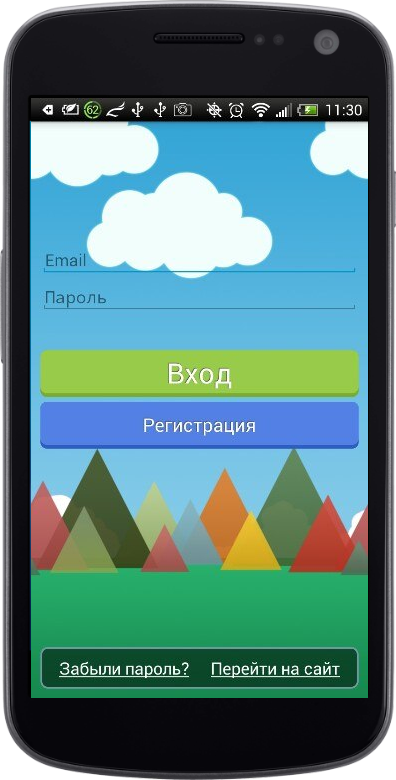 62 11:30
Email
Пароль
Вход
Регистрация
Забыли пароль? Перейти на сайт